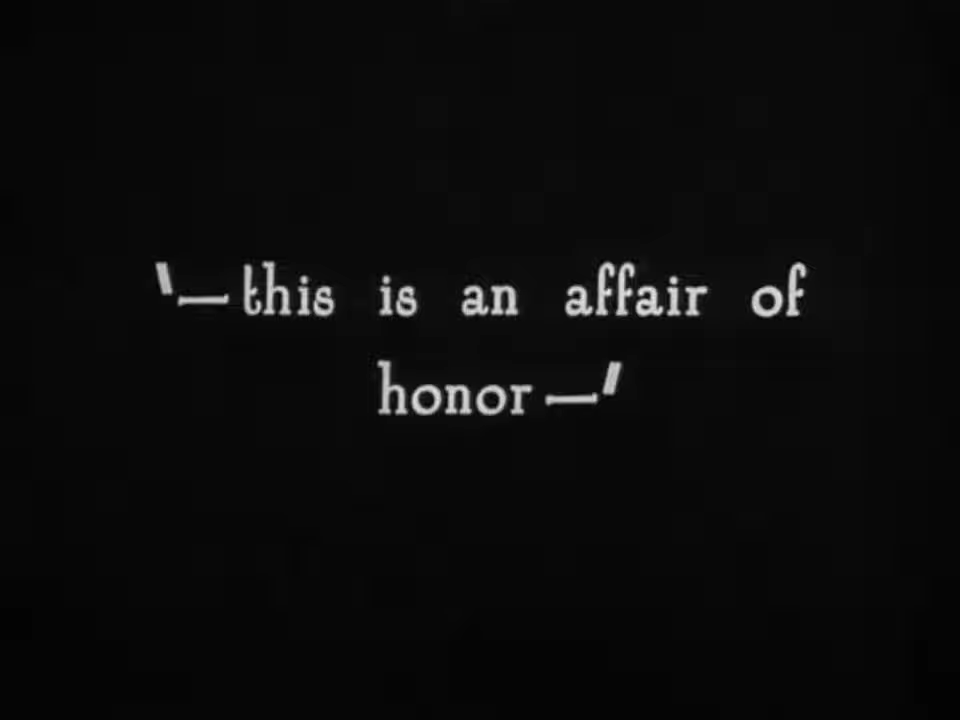 '—this is an affair of
honor—'